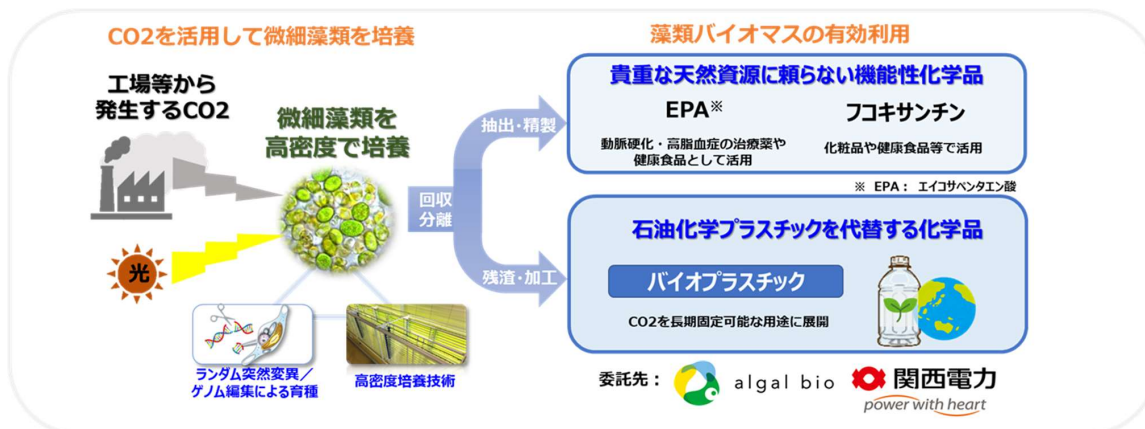 CO2を活用して微細藻類を培養
工場等から
発生するCO2
微細藻類を
高密度で培養
光
ランダム突然変異／
ゲノム編集による育種
高密度培養技術
回収
分離
抽出・精製
残渣・加工
藻類バイオマスの有効利用
貴重な天然資源に頼らない機能性化学品
EPA※
動脈硬化・高脂血症の治療薬や
健康食品として活用
フコキサンチン
化粧品や健康食品等で活用
※ EPA： エイコサペンタエン酸
石油化学プラスチックを代替する化学品
バイオプラスチック
CO2を長期固定可能な用途に展開
委託先：
algal bio
関西電力
power with heart